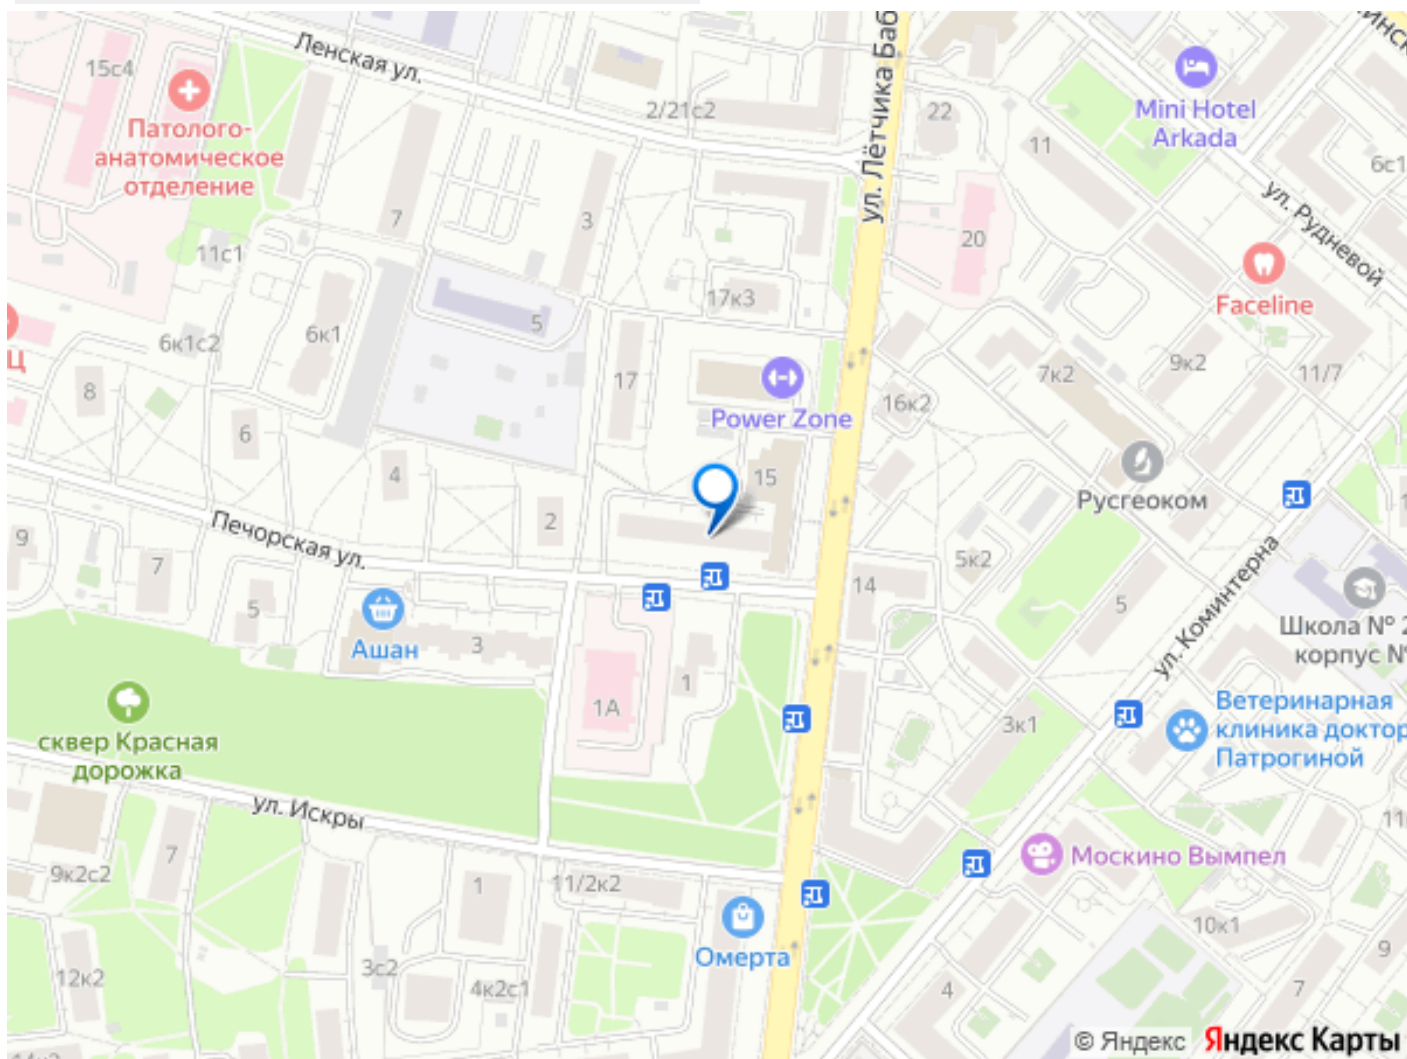 Ленская ул.
15с4
Патолого-
анатомическое
отделение
2/21с2
ул. Лётчика Баб
22
11
Mini Hotel
Arkada
6с1
ул. Рудневой
7
3
11с1
20
17к3
Faceline
6к1с2
6к1
5
Ц
8
17
Power Zone
16к2
7к2
9к2
11/7
6
4
15
Русгеоком
2
Печорская ул.
9
7
5
14
5к2
5
ул. Коминтерна
Школа № 2
корпус №
Ашан
3
1А
1
3к1
Ветеринарная
клиника доктор
Патрогиной
сквер Красная
дорожка
ул. Искры
7
9к2с2
1
11/2к2
Москино Вымпел
10к1
9
Омерта
12к2
3с2
4к2с1
4
7
© Яндекс Яндекс Карты